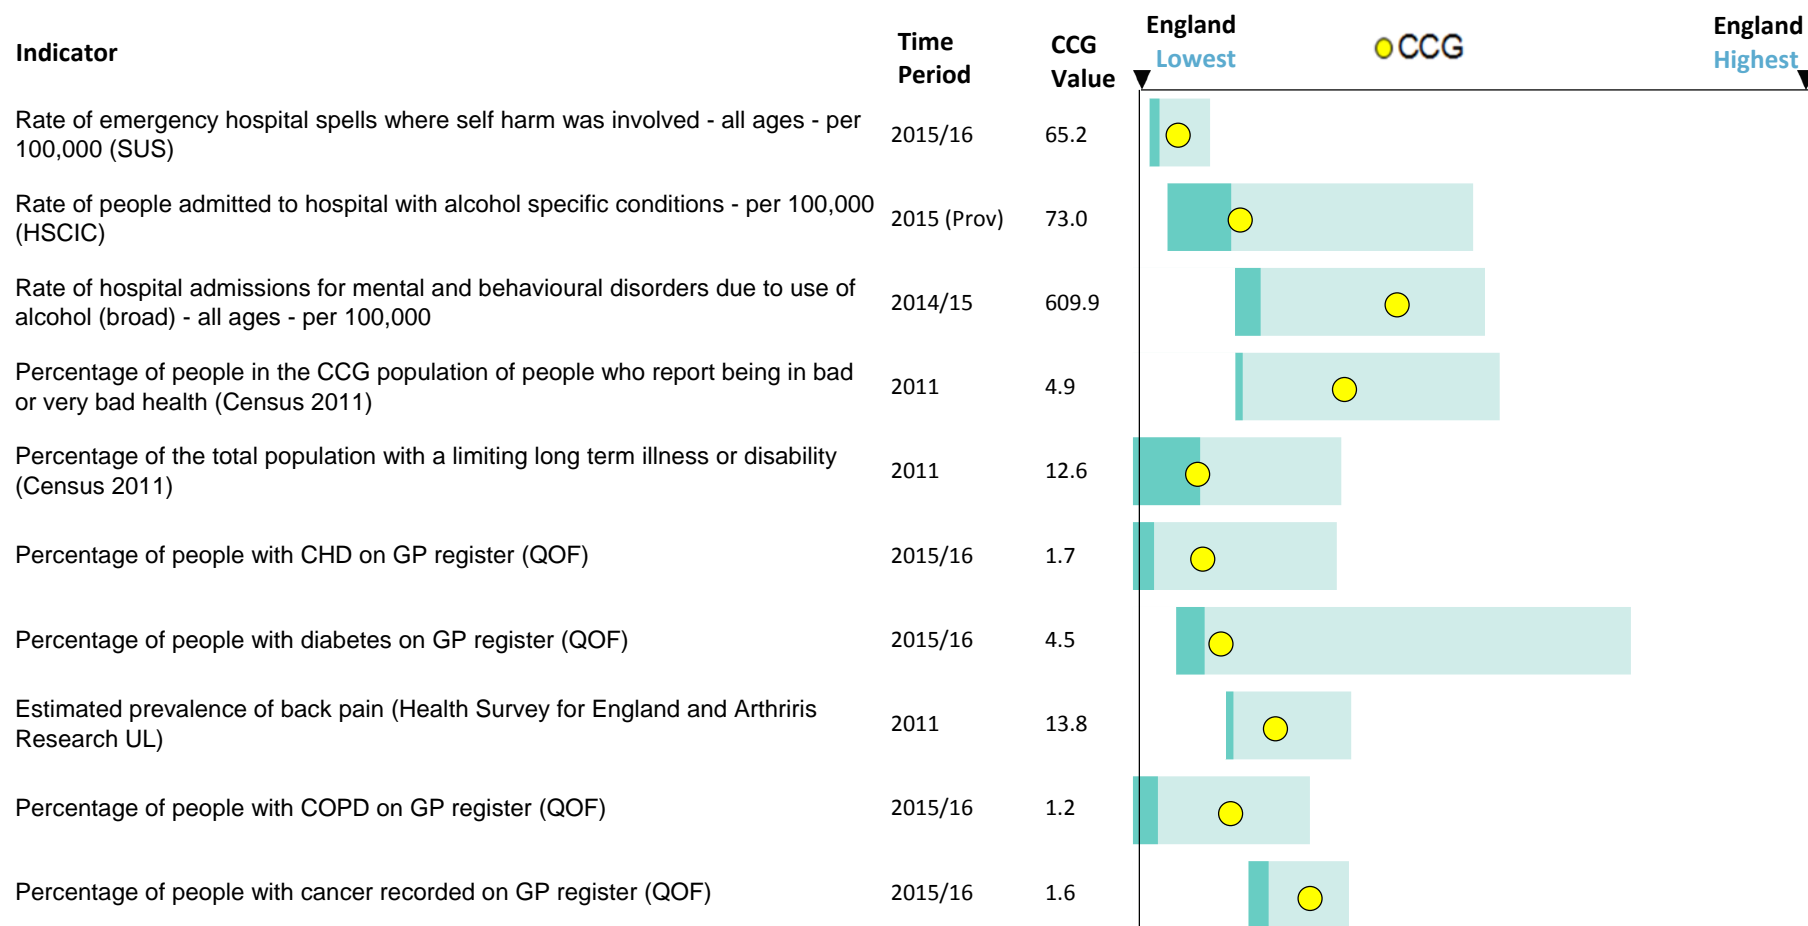 Indicator
Time
Period
CCG
Value
England
Lowest
CCG
England
Highest
Rate of emergency hospital spells where self harm was involved - all ages - per
100,000 (SUS)
2015/16
65.2
Rate of people admitted to hospital with alcohol specific conditions - per 100,000
(HSCIC)
2015 (Prov)
73.0
Rate of hospital admissions for mental and behavioural disorders due to use of
alcohol (broad) - all ages - per 100,000
2014/15
609.9
Percentage of people in the CCG population of people who report being in bad
or very bad health (Census 2011)
2011
4.9
Percentage of the total population with a limiting long term illness or disability
(Census 2011)
2011
12.6
Percentage of people with CHD on GP register (QOF)
2015/16
1.7
Percentage of people with diabetes on GP register (QOF)
2015/16
4.5
Estimated prevalence of back pain (Health Survey for England and Arthriris
Research UL)
2011
13.8
Percentage of people with COPD on GP register (QOF)
2015/16
1.2
Percentage of people with cancer recorded on GP register (QOF)
2015/16
1.6